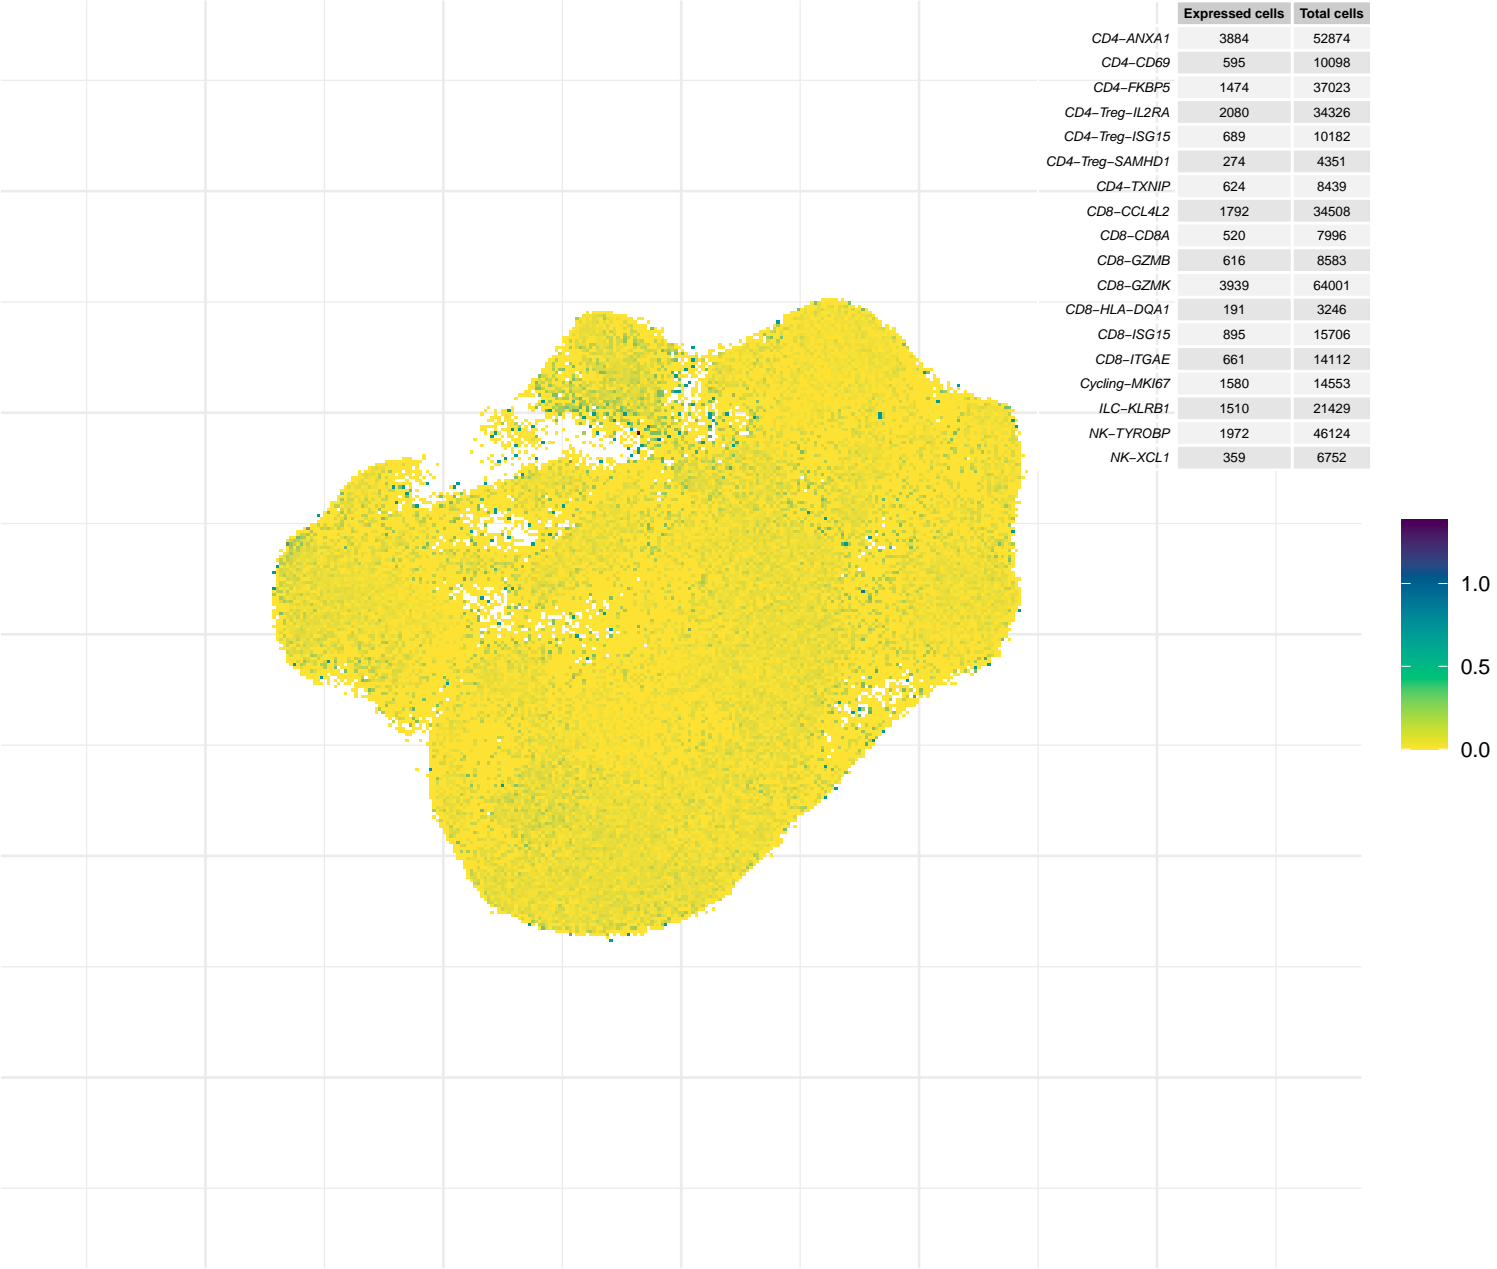 Expressed cells Total cells
CD4−ANXA1 3884 52874
CD4−CD69 595 10098
CD4−FKBP5 1474 37023
CD4−Treg−IL2RA 2080 34326
CD4−Treg−ISG15 689 10182
CD4−Treg−SAMHD1 274 4351
CD4−TXNIP 624 8439
CD8−CCL4L2 1792 34508
CD8−CD8A 520 7996
CD8−GZMB 616 8583
CD8−GZMK 3939 64001
CD8−HLA−DQA1 191 3246
CD8−ISG15 895 15706
CD8−ITGAE 661 14112
Cycling−MKI67 1580 14553
ILC−KLRB1 1510 21429
NK−TYROBP 1972 46124
NK−XCL1 359 6752
1.0
0.5
0.0